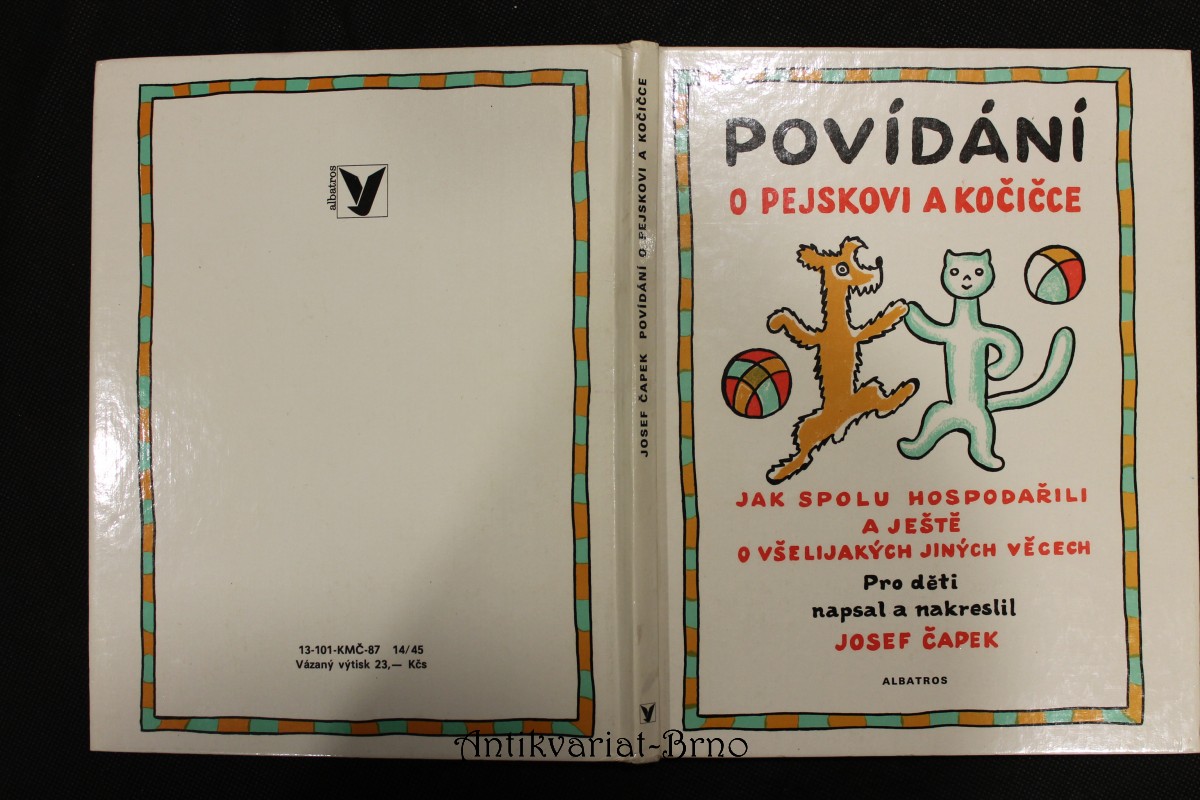 albatros
13-101-KMČ-87 14/45
Vázaný výtisk 23,— Kčs
JOSEF ČAPEK POVÍDÁNÍ O PEJSKOVI A KOČIČCE
POVÍDÁNÍ
O PEJSKOVI A KOČIČCE
JAK SPOLU HOSPODAŘILI
A JEŠTĚ
O VŠELIJAKÝCH JINÝCH VĚCECH
Pro děti
napsal a nakreslil
JOSEF ČAPEK
ALBATROS
Antikvariat-Brno